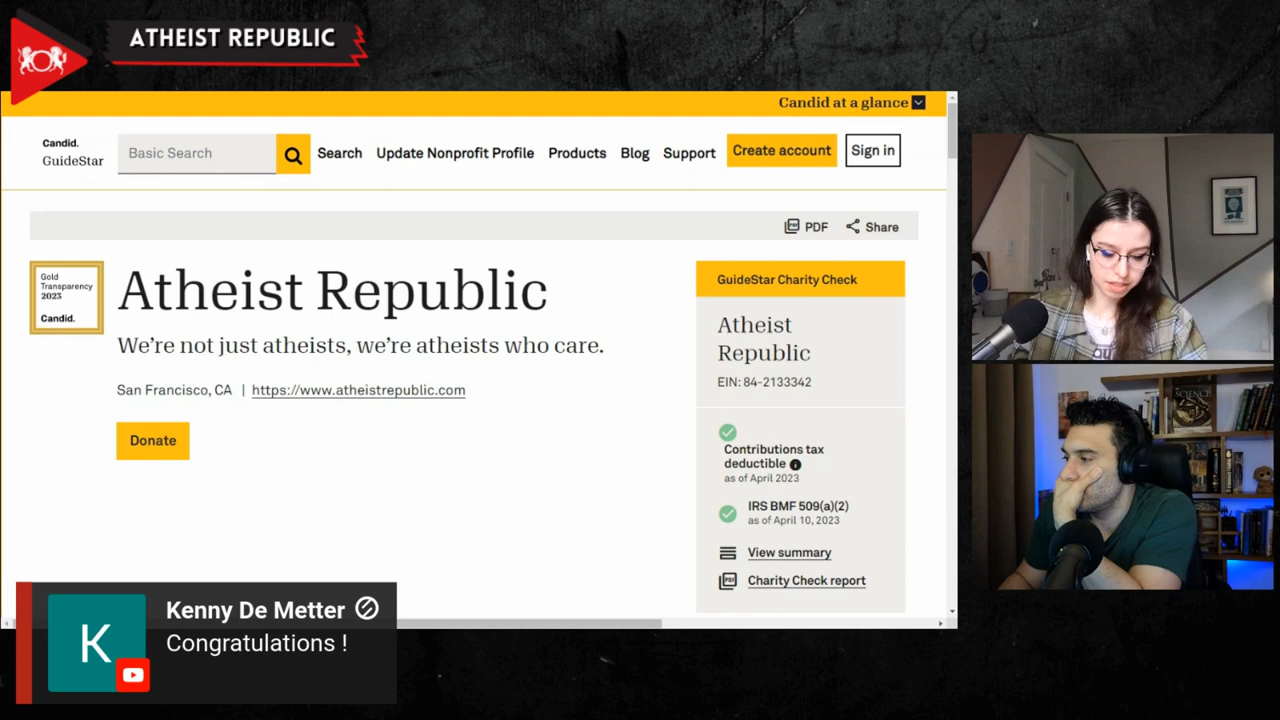 ATHEIST REPUBLIC
Candid at a glance
Candid.
GuideStar
Basic Search
Search
Update Nonprofit Profile
Products
Blog
Support
Create account
Sign in
PDF
Share
Gold
Transparency
2023
Candid.
Atheist Republic
We're not just atheists, we're atheists who care.
San Francisco, CA | https://www.atheistrepublic.com
Donate
GuideStar Charity Check
Atheist
Republic
EIN: 84-2133342
Contributions tax
deductible
as of April 2023
IRS BMF 509(a)(2)
as of April 10, 2023
View summary
Charity Check report
SCIENCE
K
Kenny De Metter
Congratulations !